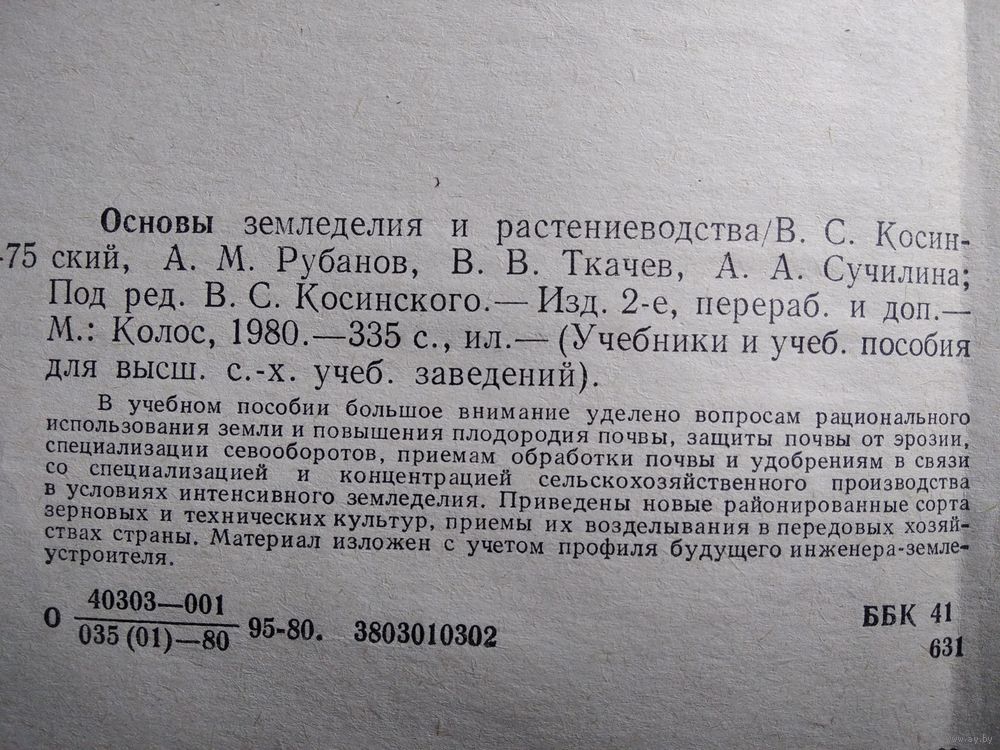 Основы земледелия и растениеводства/В. С. Косин-
-75 ский, А. М. Рубанов, В. В. Ткачев, А. А. Сучилина;
Под ред. В. С. Косинского.— Изд. 2-е, перераб. и доп.—
М.: Колос, 1980.—335 с., ил.— (Учебники и учеб. пособия
для высш. с.-х. учеб. заведений).
В учебном пособии большое внимание уделено вопросам рационального
использования земли и повышения плодородия почвы, защиты почвы от эрозии,
специализации севооборотов, приемам обработки почвы и удобрениям в связи
со специализацией и концентрацией сельскохозяйственного производства
в условиях интенсивного земледелия. Приведены новые районированные сорта
зерновых и технических культур, приемы их возделывания в передовых хозяй-
ствах страны. Материал изложен с учетом профиля будущего инженера-земле-
устроителя.
О 40303—001
035 (01)—80 95-80. 3803010302
ББК 41
631
www.ay.by